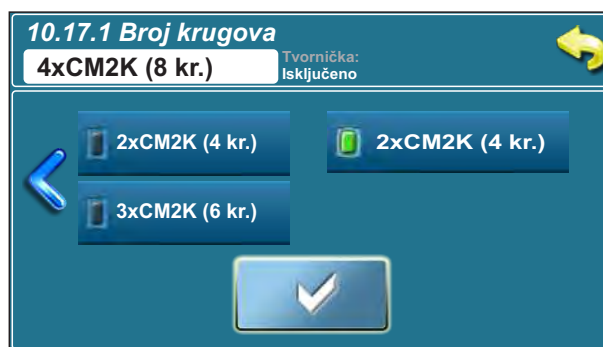 10.17.1 Broj krugova
4xCM2K (8 kr.)
Tvornička:
Isključeno
2xCM2K (4 kr.)
2xCM2K (4 kr.)
3xCM2K (6 kr.)